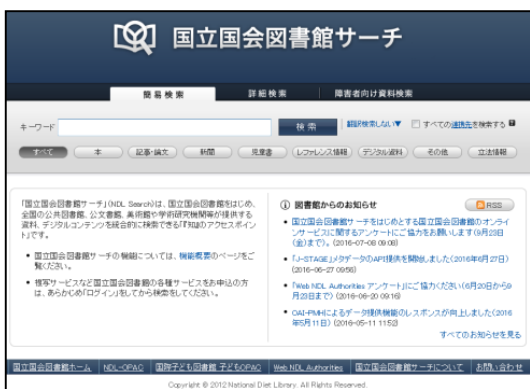 国立国会図書館サーチ
簡易検索 詳細検索 障害者向け資料検索
キーワード 検索 翻訳検索しない▼ すべての連携先を検索する
すべて 本 記事・論文 新聞 児童書 レファレンス情報 デジタル資料 その他 立法情報
「国立国会図書館サーチ」(NDL Search)は、国立国会図書館をはじめ、
全国の公共図書館、公文書館、美術館や学術研究機関等が提供する
資料、デジタルコンテンツを統合的に検索できる「知識のアクセスポイン
ト」です。
• 国立国会図書館サーチの機能については、機能概要のページをご
覧ください。
• 複写サービスなど国立国会図書館の各種サービスをお申込の方
は、あらかじめ「ログイン」をしてから検索をしてください。
図書館からのお知らせ RSS
• 国立国会図書館サーチをはじめとする国立国会図書館のオンライ
ンサービスに関するアンケートにご協力をお願いします(9月23日
(金)まで)。(2016-07-08 09:08)
• 「J-STAGE」メタデータのAPI提供を開始しました(2016年6月27日)
(2016-06-27 09:56)
• 「Web NDL Authorities アンケート」にご協力ください(6月20日から9
月23日まで) (2016-06-20 09:16)
• OAI-PMHによるデータ提供機能のレスポンスが向上しました(2016
年5月11日) (2016-05-11 11:52)
すべてのお知らせを見る
国立国会図書館ホーム NDL-OPAC 国際子ども図書館 子どもOPAC Web NDL Authorities 国立国会図書館サーチについて お問い合わせ
Copyright © 2012 National Diet Library. All Rights Reserved.